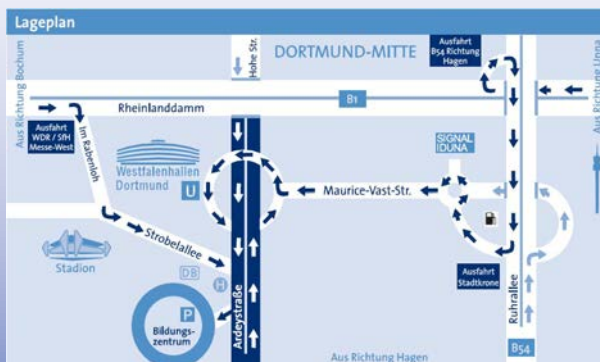 Lageplan
Aus Richtung Bochum
Hohe Str.
DORTMUND-MITTE
Ausfahrt
B54 Richtung
Hagen
Aus Richtung Unna
Rheinlanddamm
B1
Ausfahrt
WDR / SfH
Messe-West
Im Rabenloh
Westfalenhallen
Dortmund
U
SIGNAL
IDUNA
Maurice-Vast-Str.
Strobelallee
Stadion
DB
H
Ardeystraße
P
Bildungs-
zentrum
Ausfahrt
Stadtkrone
Ruhrallee
B54
Aus Richtung Hagen